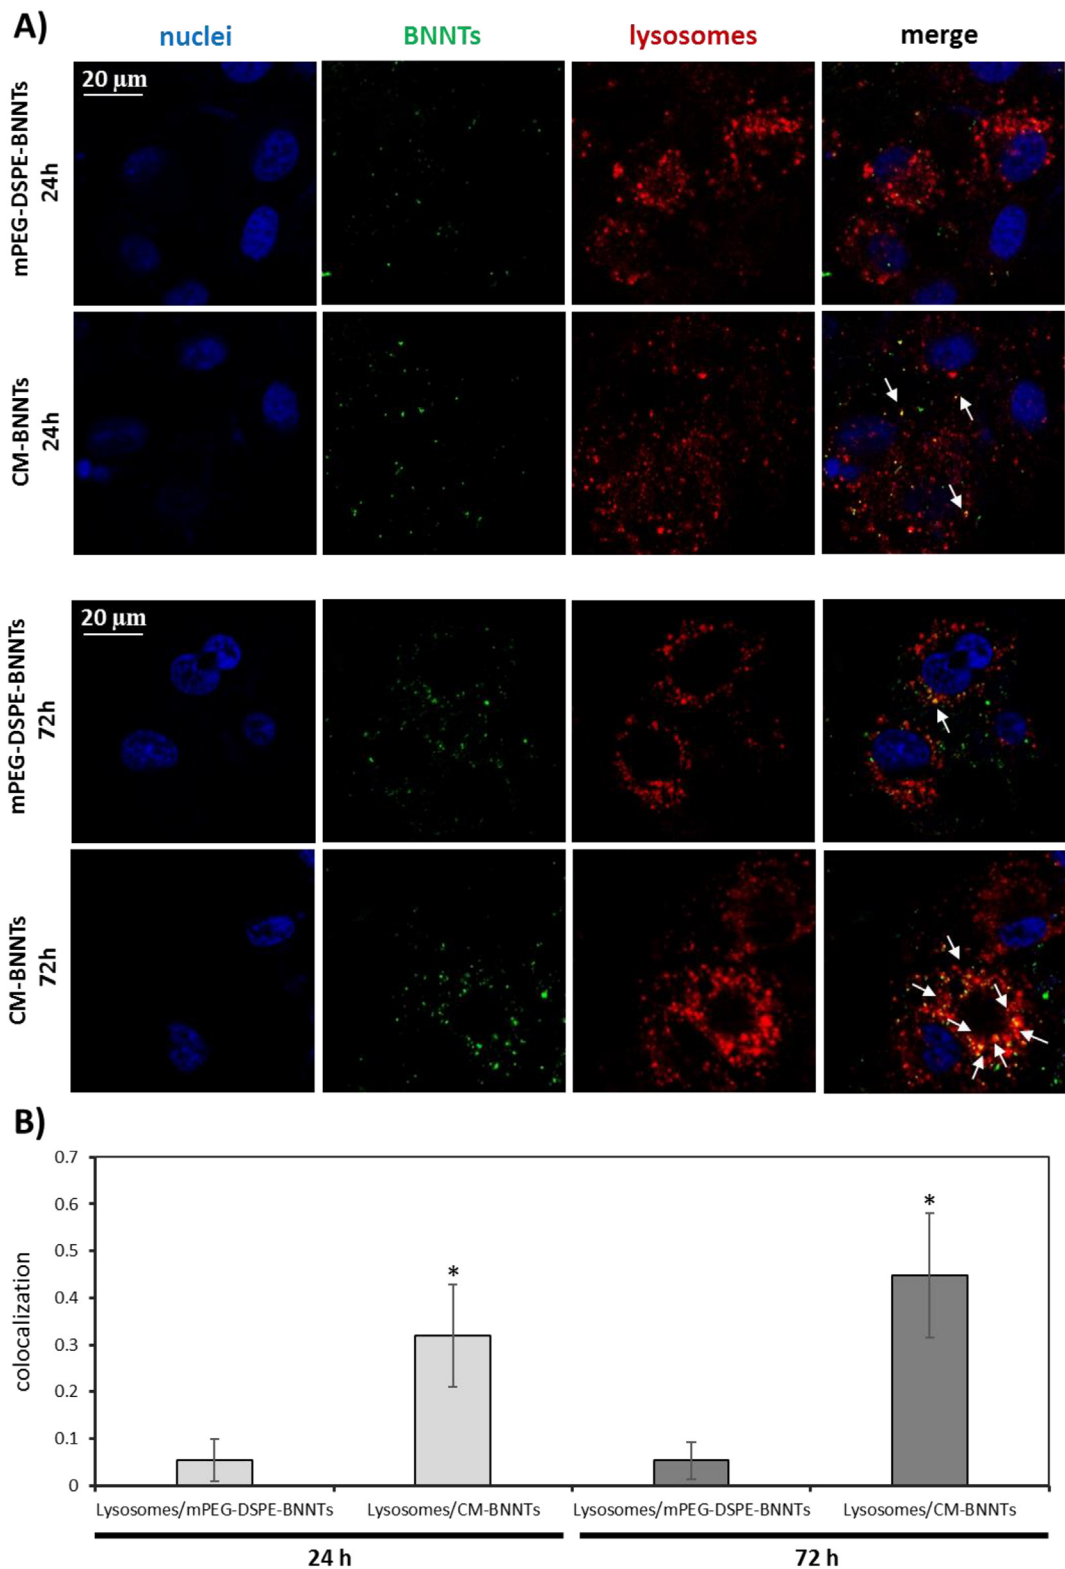 A)
nuclei BNNTs lysosomes merge
mPEG-DSPE-BNNTs
24h
20 µm
CM-BNNTs
24h
mPEG-DSPE-BNNTs
72h
20 µm
CM-BNNTs
72h
B)
colocalization
0.7
0.6
0.5
0.4
0.3
0.2
0.1
0
*
*
Lysosomes/mPEG-DSPE-BNNTs Lysosomes/CM-BNNTs Lysosomes/mPEG-DSPE-BNNTs Lysosomes/CM-BNNTs
24 h 72 h